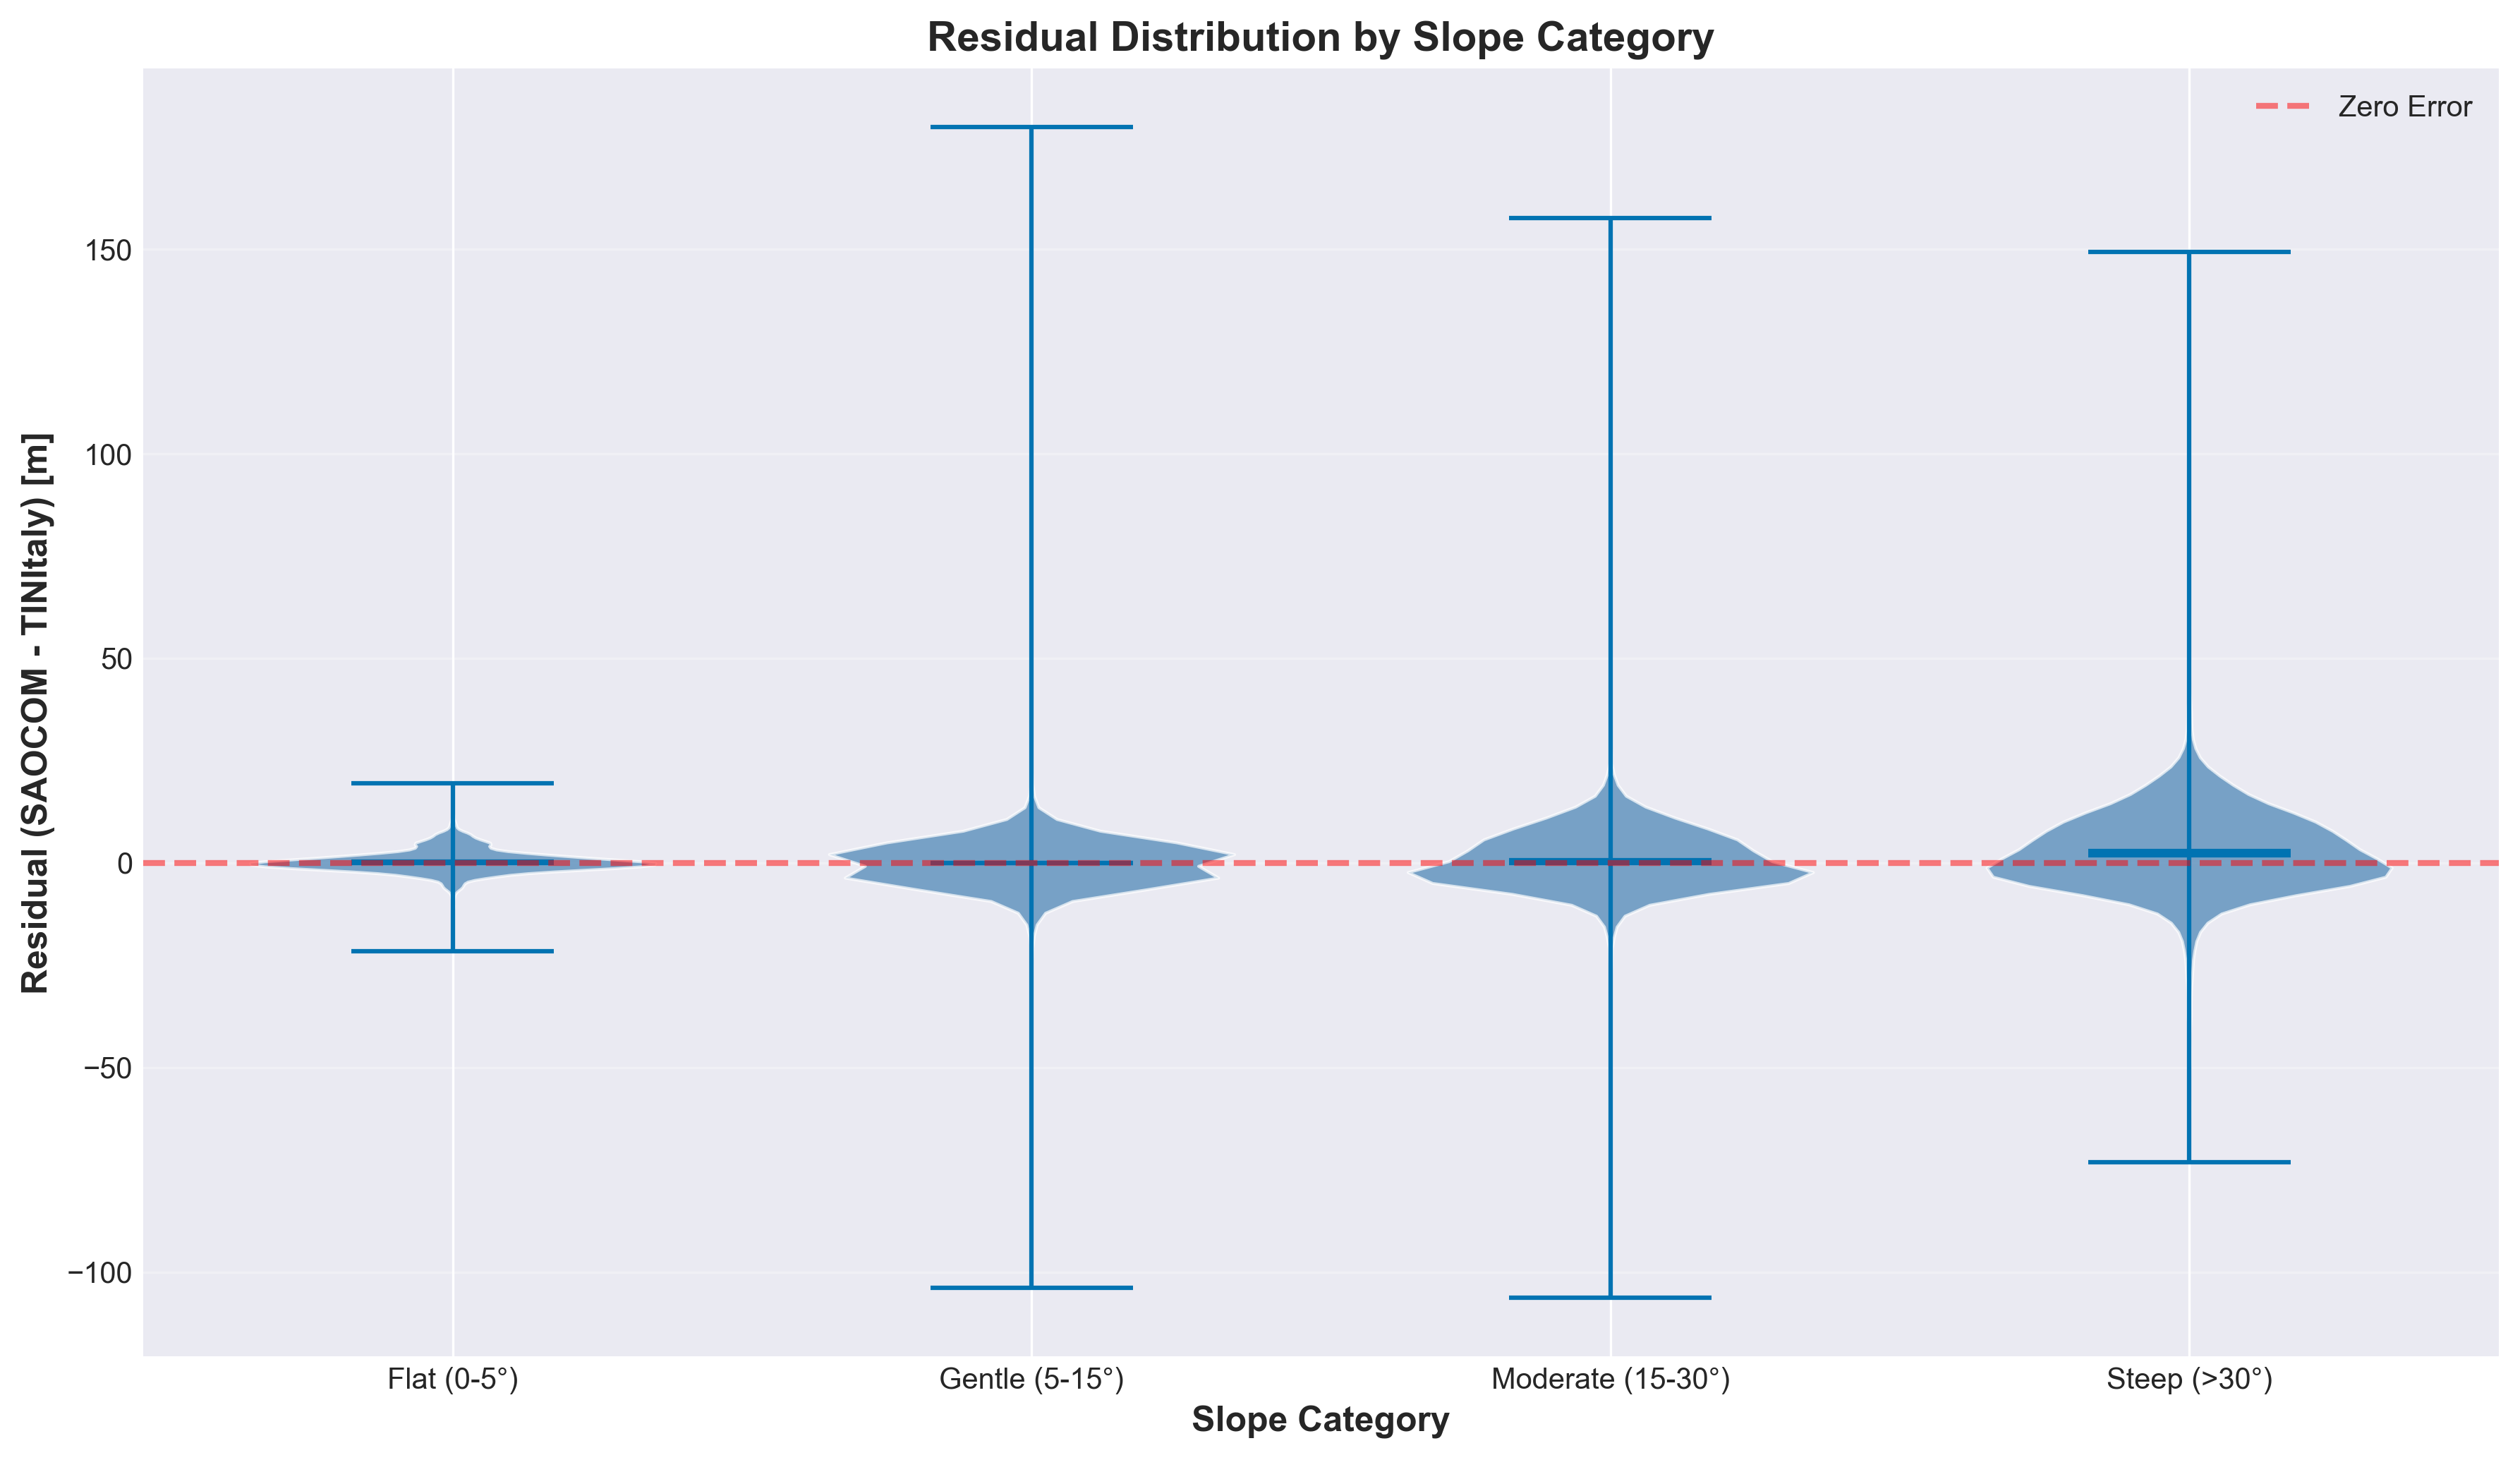 Residual Distribution by Slope Category
Zero Error
Residual (SAOCOM - TINItaly) [m]
150
100
50
0
−50
−100
Flat (0-5°)
Gentle (5-15°)
Moderate (15-30°)
Steep (>30°)
Slope Category